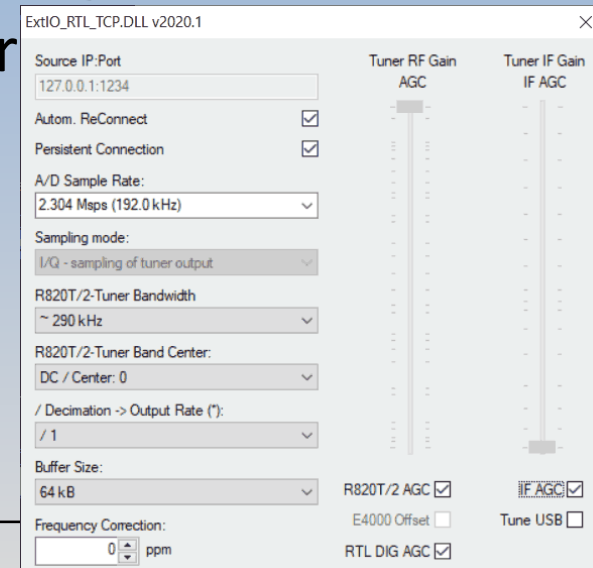 ExtIO_RTL_TCP.DLL v2020.1
r
Source IP:Port
127.0.0.1:1234
Autom. ReConnect
Persistent Connection
A/D Sample Rate:
2.304 Msps (192.0 kHz)
Sampling mode:
I/Q - sampling of tuner output
R820T/2-Tuner Bandwidth
~ 290 kHz
R820T/2-Tuner Band Center:
DC / Center: 0
/ Decimation -> Output Rate (*):
/ 1
Buffer Size:
64 kB
Frequency Correction:
0 ppm
Tuner RF Gain
AGC
Tuner IF Gain
IF AGC
R820T/2 AGC
IF AGC
E4000 Offset
Tune USB
RTL DIG AGC